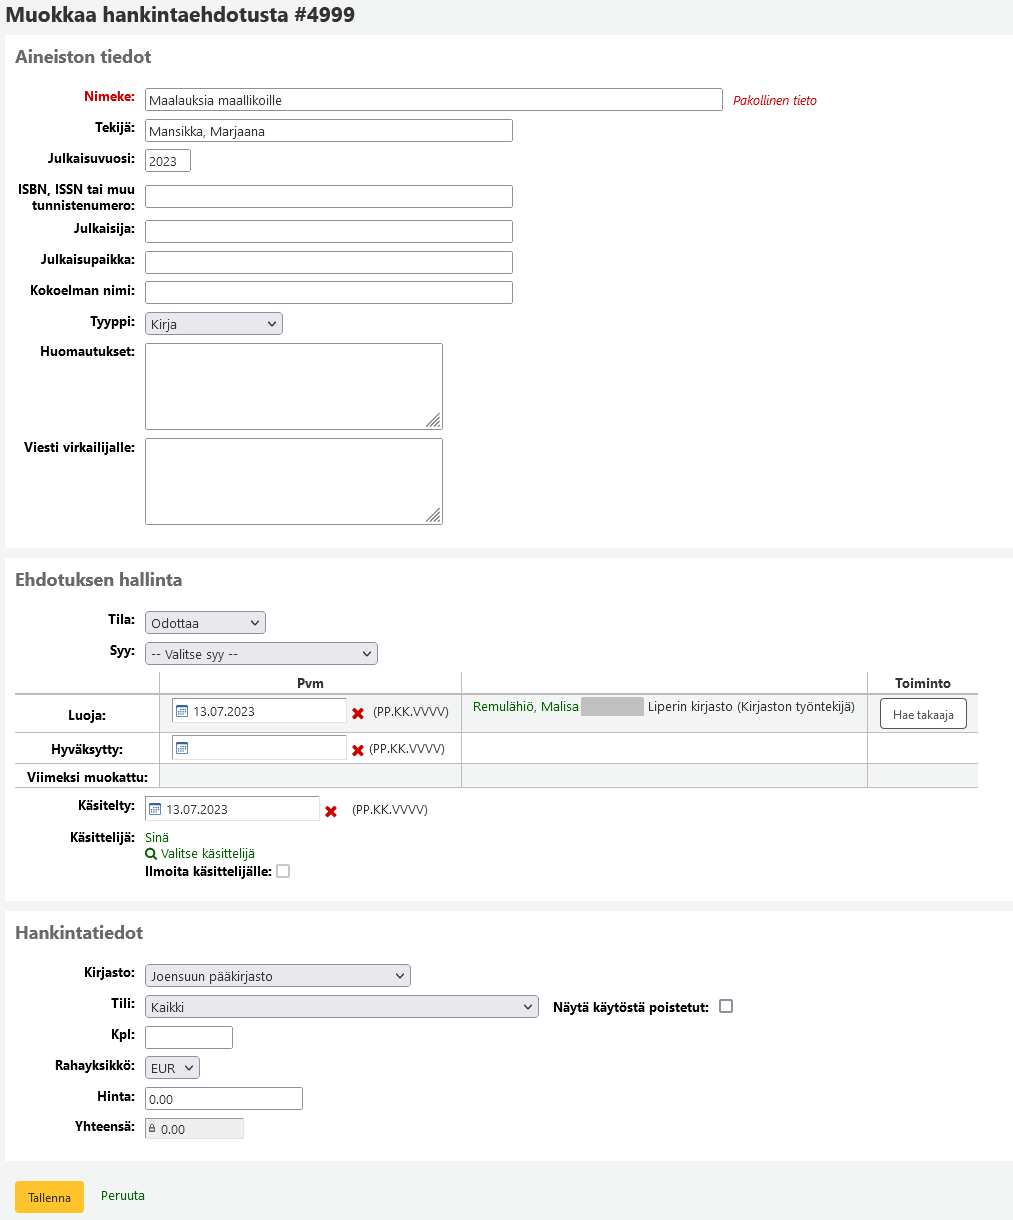 Muokkaa hankintaehdotusta #4999
Aineiston tiedot
Nimeke: Maalauksia maallikoille Pakollinen tieto
Tekijä: Mansikka, Marjaana
Julkaisuvuosi: 2023
ISBN, ISSN tai muu
tunnistenumero:
Julkaisija:
Julkaisupaikka:
Kokoelman nimi:
Tyyppi: Kirja
Huomautukset:
Viesti virkailijalle:
Ehdotuksen hallinta
Tila: Odottaa
Syy: -- Valitse syy --
Pvm Toiminto
Luoja: 13.07.2023 (PP.KK.VVVV) Remulähiö, Malisa Liperin kirjasto (Kirjaston työntekijä) Hae takaaja
Hyväksytty: (PP.KK.VVVV)
Viimeksi muokattu:
Käsitelty: 13.07.2023 (PP.KK.VVVV)
Käsittelijä: Sinä
Valitse käsittelijä
Ilmoita käsittelijälle:
Hankintatiedot
Kirjasto: Joensuun pääkirjasto
Tili: Kaikki Näytä käytöstä poistetut:
Kpl:
Rahayksikkö: EUR
Hinta: 0.00
Yhteensä: 0.00
Tallenna Peruuta